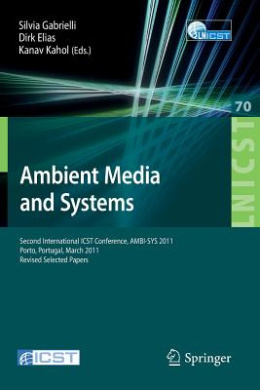 Silvia Gabrielli
Dirk Elias
Kanav Kahol (Eds.)
LNICST
70
LNICST
Ambient Media
and Systems
Second International ICST Conference, AMBI-SYS 2011
Porto, Portugal, March 2011
Revised Selected Papers
ICST
Springer